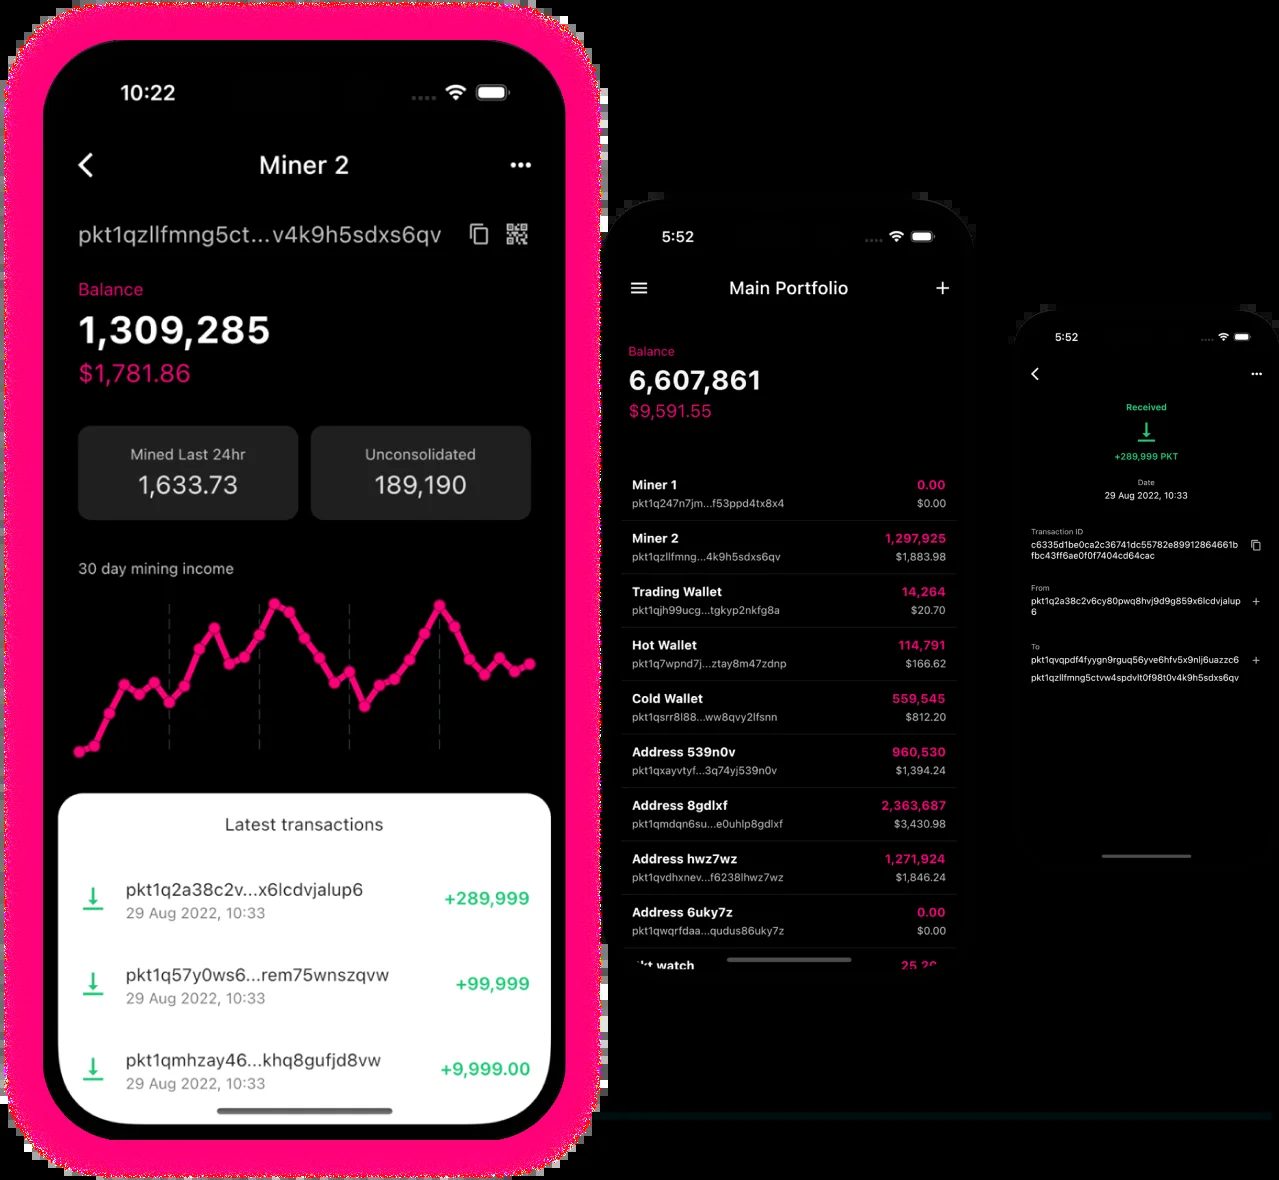 10:22
Miner 2
pkt1qzllfmng5ct...v4k9h5sdxs6qv
Balance
1,309,285
$1,781.86
Mined Last 24hr
1,633.73
Unconsolidated
189,190
30 day mining income
Latest transactions
pkt1q2a38c2v...x6lcdvjalup6
+289,999
29 Aug 2022, 10:33
pkt1q57y0ws6...rem75wnszqvw
+99,999
29 Aug 2022, 10:33
pkt1qmhzay46...khq8gufjd8vw
+9,999.00
29 Aug 2022, 10:33
5:52
Main Portfolio
Balance
6,607,861
$9,591.55
Miner 1 0.00
pkt1q247n7jm...f53ppd4tx8x4 $0.00
Miner 2 1,297,925
pkt1qzllfmng...4k9h5sdxs6qv $1,883.98
Trading Wallet 14,264
pkt1qjh99ucg...tgkyp2nkfg8a $20.70
Hot Wallet 114,791
pkt1q7wpnd7j...ztay8m47zdnp $166.62
Cold Wallet 559,545
pkt1qsrr8l88...ww8qvy2lfsnn $812.20
Address 539n0v 960,530
pkt1qxayvtyf...3q74yj539n0v $1,394.24
Address 8gdlxf 2,363,687
pkt1qmdqn6su...e0uhlp8gdlxf $3,430.98
Address hwz7wz 1,271,924
pkt1qvdhxnev...f6238lhwz7wz $1,846.24
Address 6uky7z 0.00
pkt1qwqrfdaa...qudus86uky7z $0.00
watch
5:52
Received
+289,999 PKT
Date
29 Aug 2022, 10:33
Transaction ID
c6335d1be0ca2c36741dc55782e89912864661b
fbc43ff6ae0f0f7404cd64cac
From
pkt1q2a38c2v6cy80pwq8hvj9d9g859x6lcdvjalup
6
To
pkt1qvqpdf4fyygn9rguq56yve6hfv5x9nlj6uazzc6
pkt1qzllfmng5ctvw4spdvlt0f98t0v4k9h5sdxs6qv